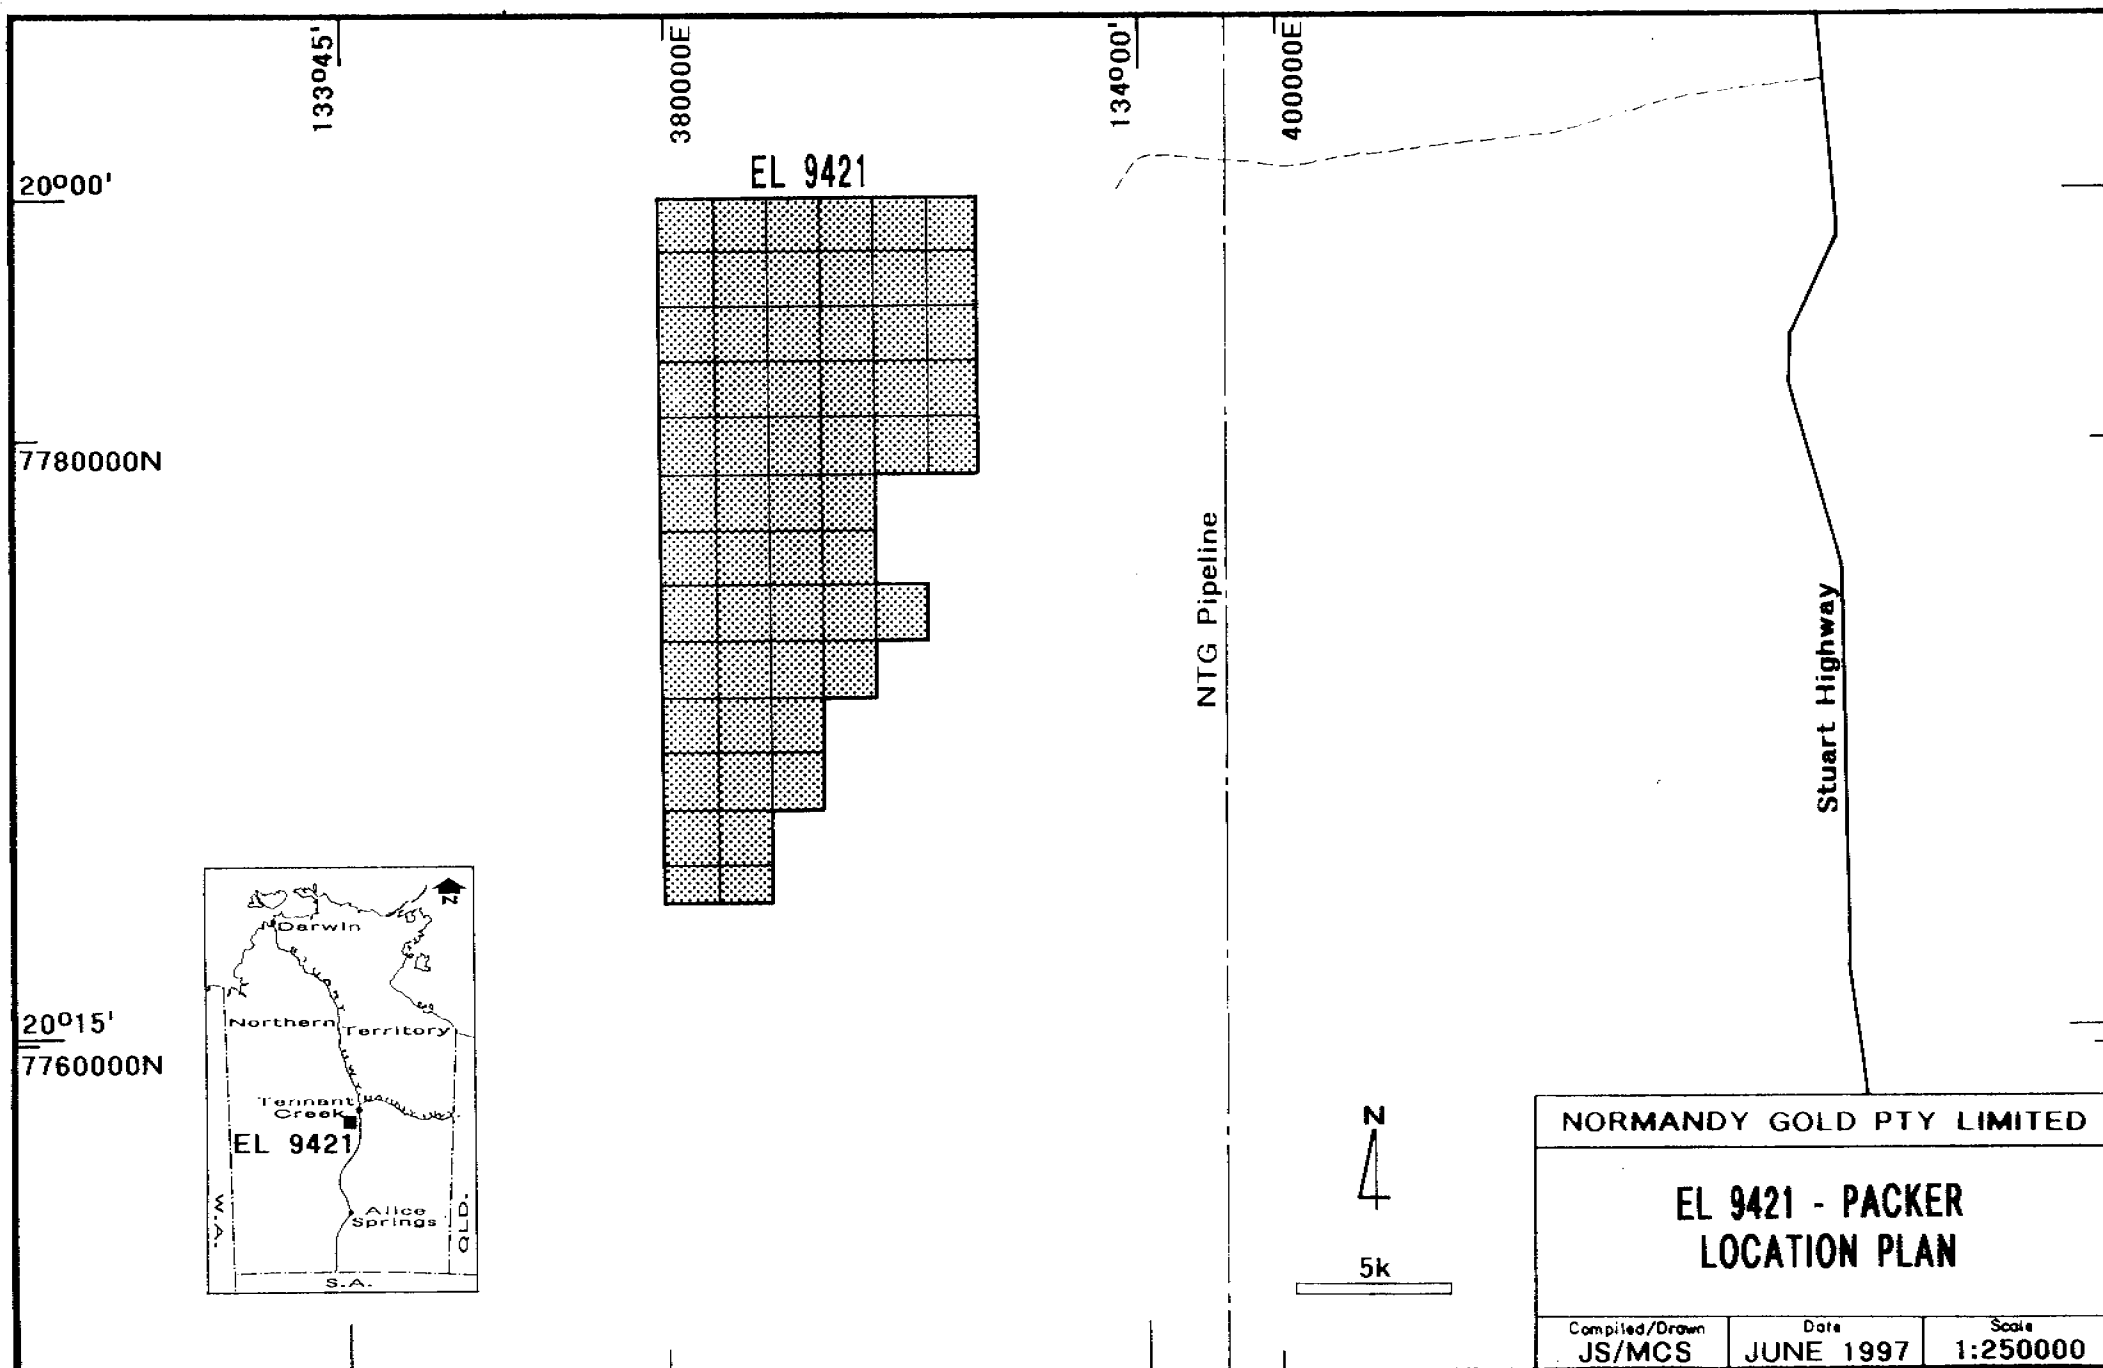 133°45'
380000E
134°00'
400000E
20°00'
EL 9421
7780000N
NTG Pipeline
Stuart Highway
N
Darwin
Northern Territory
20°15'
7760000N
Tennant
Creek
EL 9421
W.A.
Alice
Springs
QLD.
S.A.
N
5k
NORMANDY GOLD PTY LIMITED
EL 9421 - PACKER
LOCATION PLAN
Compiled/Drawn
JS/MCS
Date
JUNE 1997
Scale
1:250000